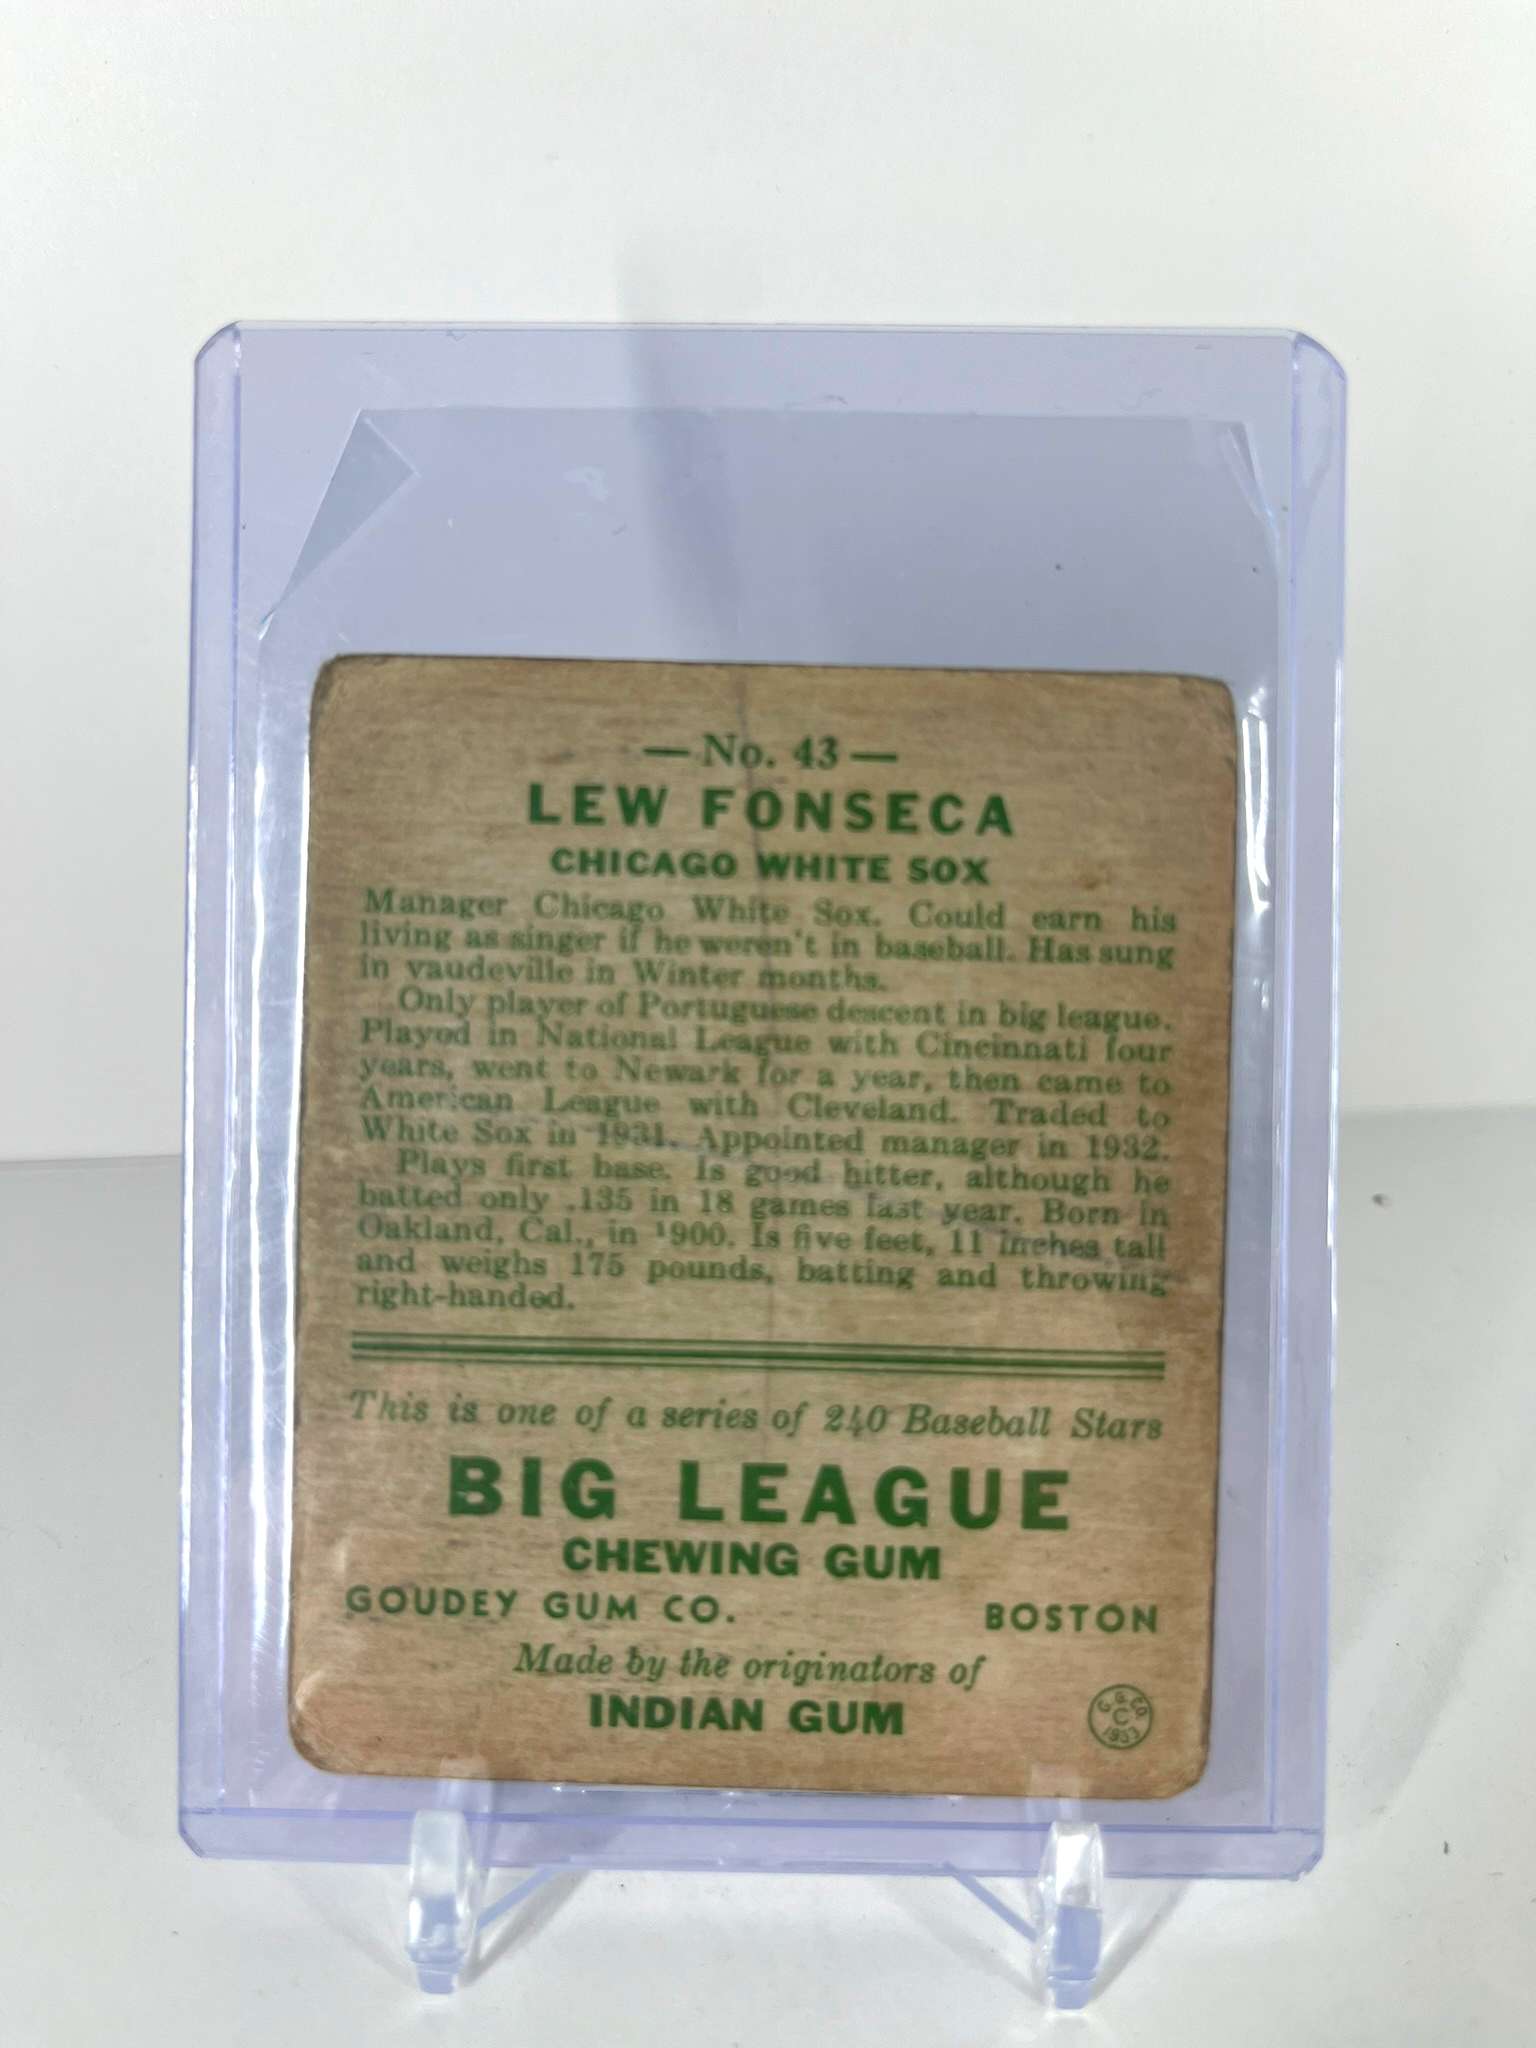 — No. 43 —
LEW FONSECA
CHICAGO WHITE SOX
Manager Chicago White Sox. Could earn his
living as singer if he weren't in baseball. Has sung
in vaudeville in Winter months.
Only player of Portuguese descent in big league.
Played in National League with Cincinnati four
years, went to Newark for a year, then came to
American League with Cleveland. Traded to
White Sox in 1931. Appointed manager in 1932.
Plays first base. Is good hitter, although he
batted only .135 in 18 games last year. Born in
Oakland, Cal., in 1900. Is five feet, 11 inches tall
and weighs 175 pounds, batting and throwing
right-handed.
This is one of a series of 240 Baseball Stars
BIG LEAGUE
CHEWING GUM
GOUDEY GUM CO. BOSTON
Made by the originators of
INDIAN GUM
G. G. CO.
C
1933